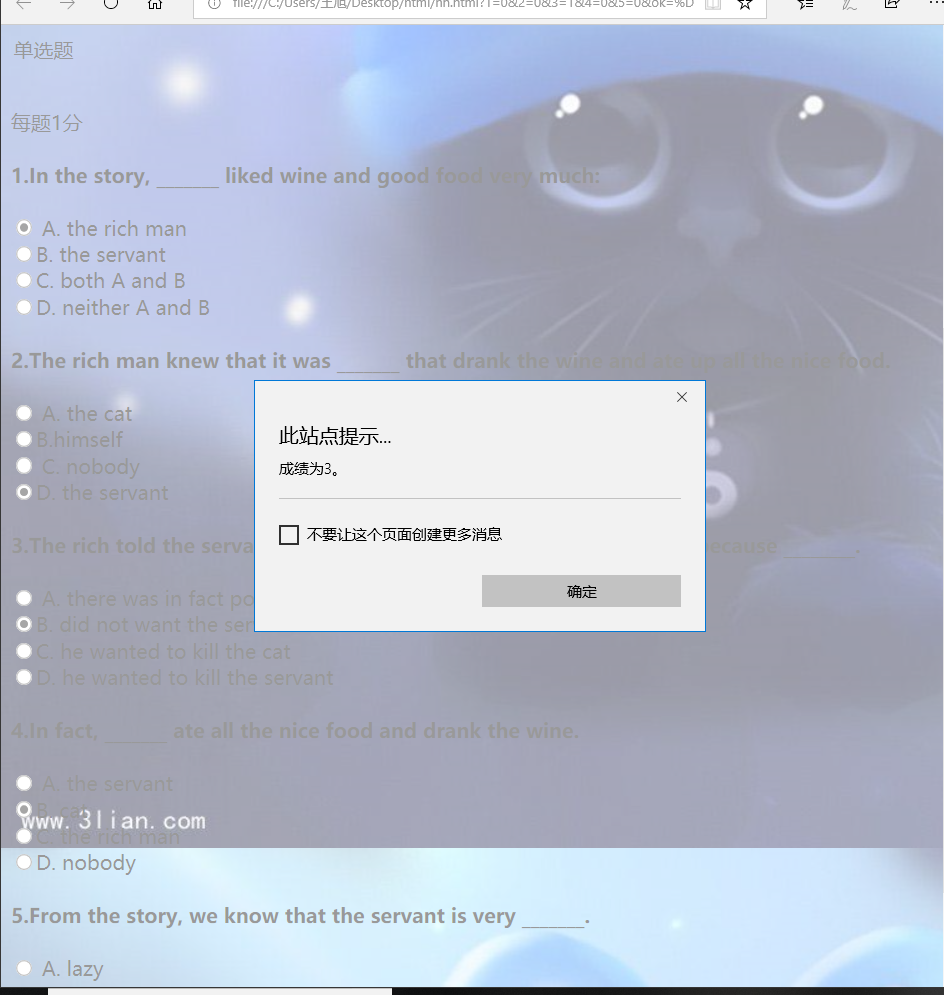 file:///C:/Users/王旭/Desktop/html/hh.html?1=0&2=0&3=1&4=0&5=0&ok=%D
单选题
每题1分
1.In the story, ______ liked wine and good food very much:
A. the rich man
B. the servant
C. both A and B
D. neither A and B
2.The rich man knew that it was ______ that drank the wine and ate up all the nice food.
A. the cat
B.himself
C. nobody
D. the servant
此站点提示...
成绩为3。
不要让这个页面创建更多消息
确定
3.The rich told the serva ecause _______.
A. there was in fact po
B. did not want the ser
C. he wanted to kill the cat
D. he wanted to kill the servant
4.In fact, ______ ate all the nice food and drank the wine.
A. the servant
B. cat
www.3lian.com
C. the rich man
D. nobody
5.From the story, we know that the servant is very ______.
A. lazy